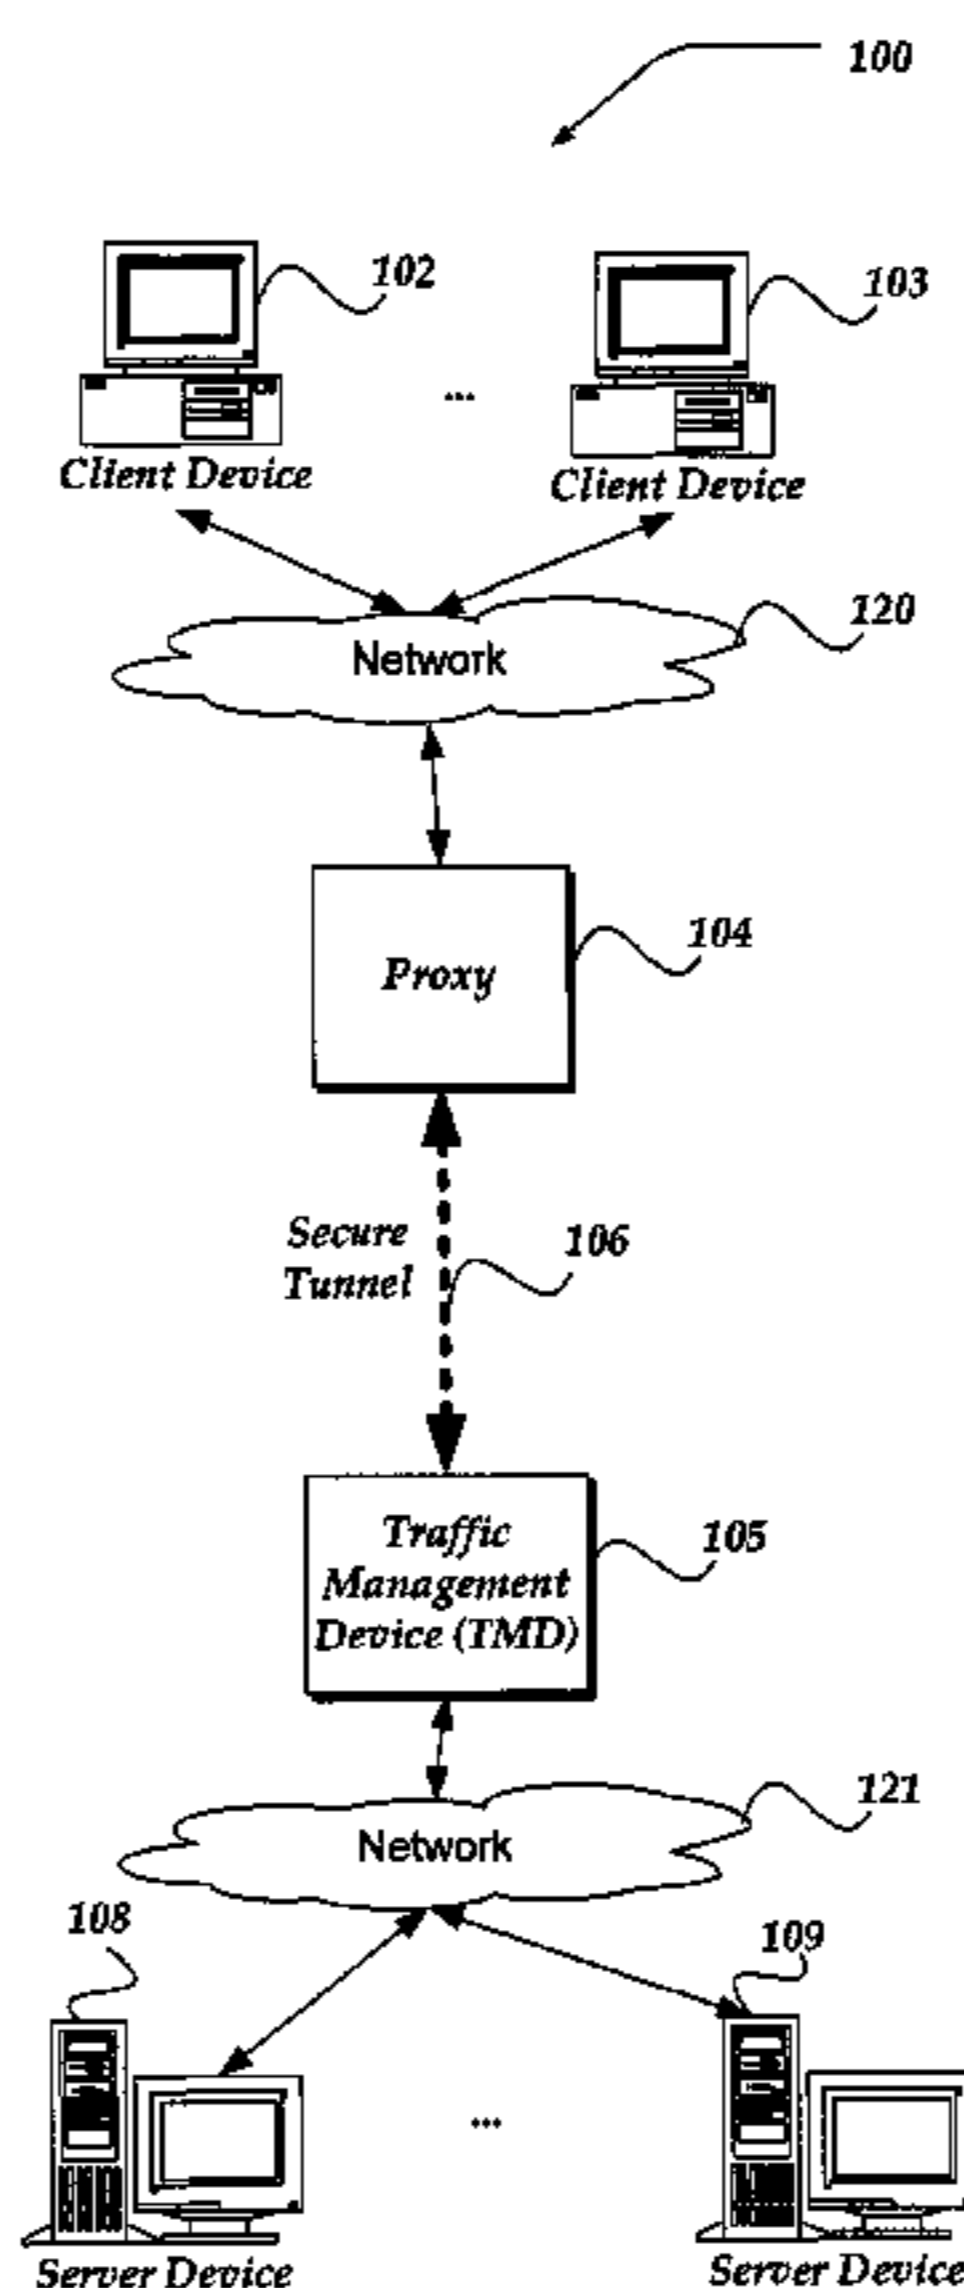 100
102
103
...
Client Device
Client Device
120
Network
104
Proxy
Secure
Tunnel
106
105
Traffic
Management
Device (TMD)
121
Network
108
109
...
Server Device
Server Device